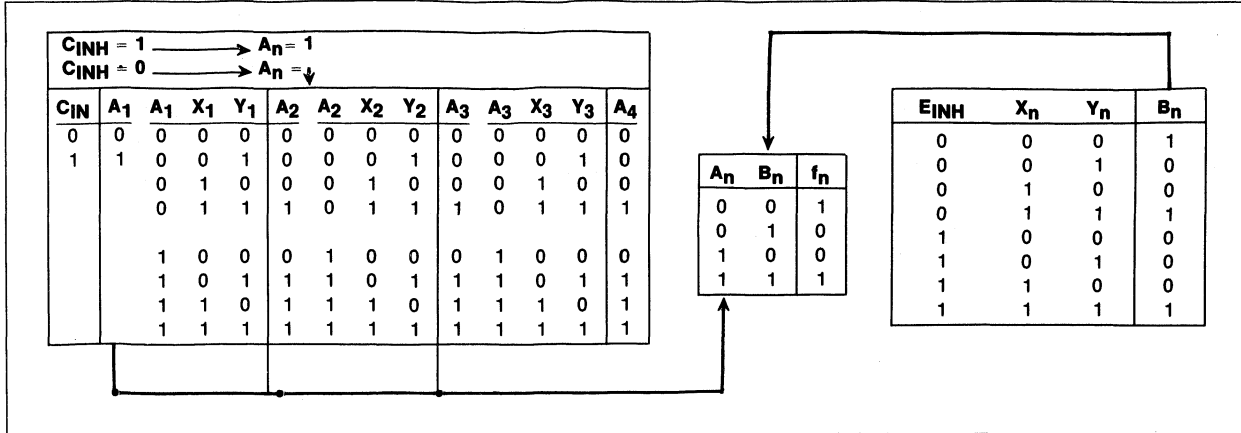 CINH = 1 → An = 1
CINH = 0 → An = ↓
CIN A1 A1 X1 Y1 A2 A2 X2 Y2 A3 A3 X3 Y3 A4
0 0 0 0 0 0 0 0 0 0 0 0 0 0
1 1 0 0 1 0 0 0 1 0 0 0 1 0
0 1 0 0 0 1 0 0 0 1 0 0
0 1 1 1 0 1 1 1 0 1 1 1
1 0 0 0 1 0 0 0 1 0 0 0
1 0 1 1 1 0 1 1 1 0 1 1
1 1 0 1 1 1 0 1 1 1 0 1
1 1 1 1 1 1 1 1 1 1 1 1
An Bn fn
0 0 1
0 1 0
1 0 0
1 1 1
EINH Xn Yn Bn
0 0 0 1
0 0 1 0
0 1 0 0
0 1 1 1
1 0 0 0
1 0 1 0
1 1 0 0
1 1 1 1